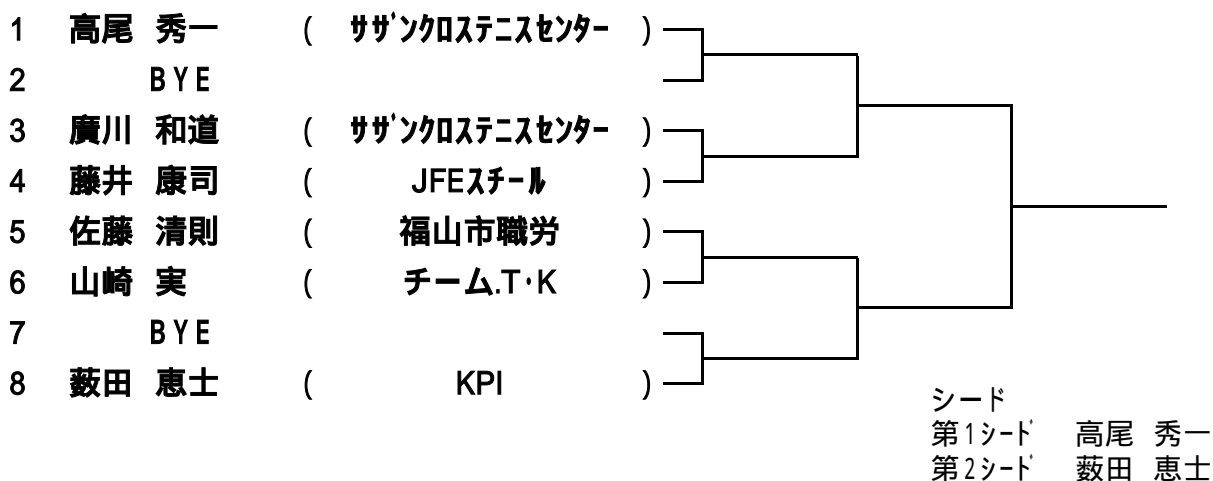 1 高尾 秀一 ( ｻｻﾞﾝｸﾛｽﾃﾆｽｾﾝﾀｰ )
2 BYE
3 廣川 和道 ( ｻｻﾞﾝｸﾛｽﾃﾆｽｾﾝﾀｰ )
4 藤井 康司 ( JFEｽﾁｰﾙ )
5 佐藤 清則 ( 福山市職労 )
6 山崎 実 ( チーム.T･K )
7 BYE
8 薮田 恵士 ( KPI )
シード
第1ｼｰﾄﾞ 高尾 秀一
第2ｼｰﾄﾞ 薮田 恵士